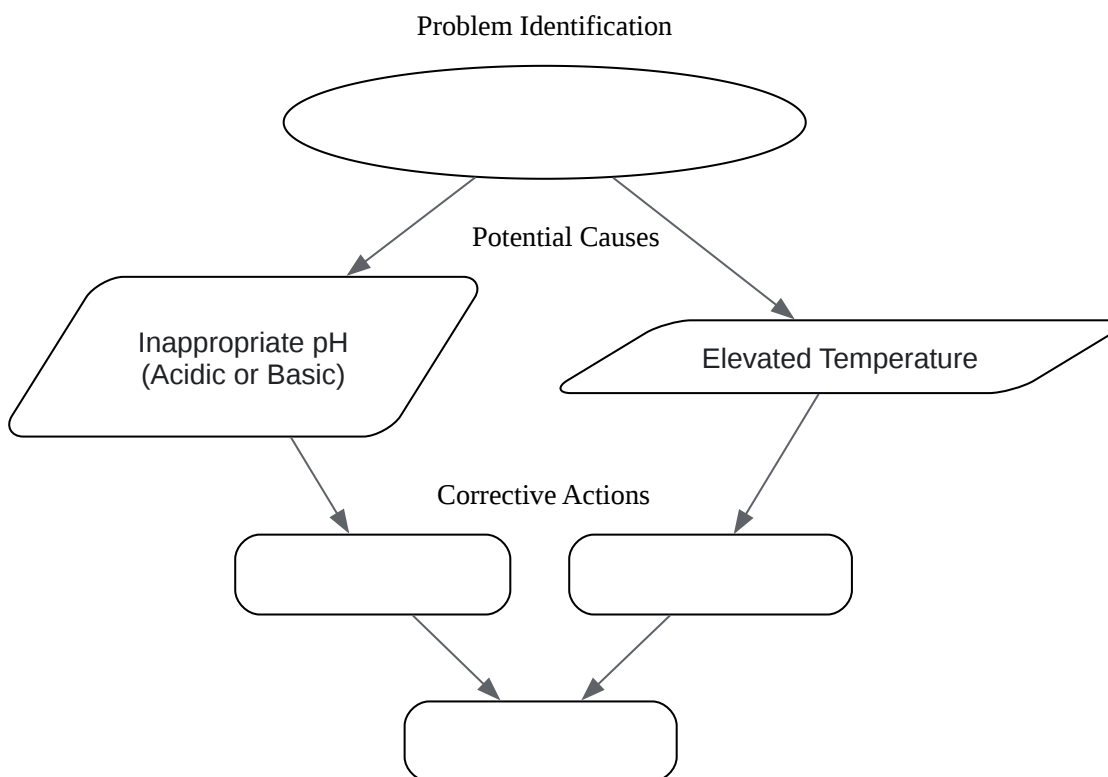 Problem Identification
Potential Causes
Inappropriate pH
(Acidic or Basic)
Elevated Temperature
Corrective Actions